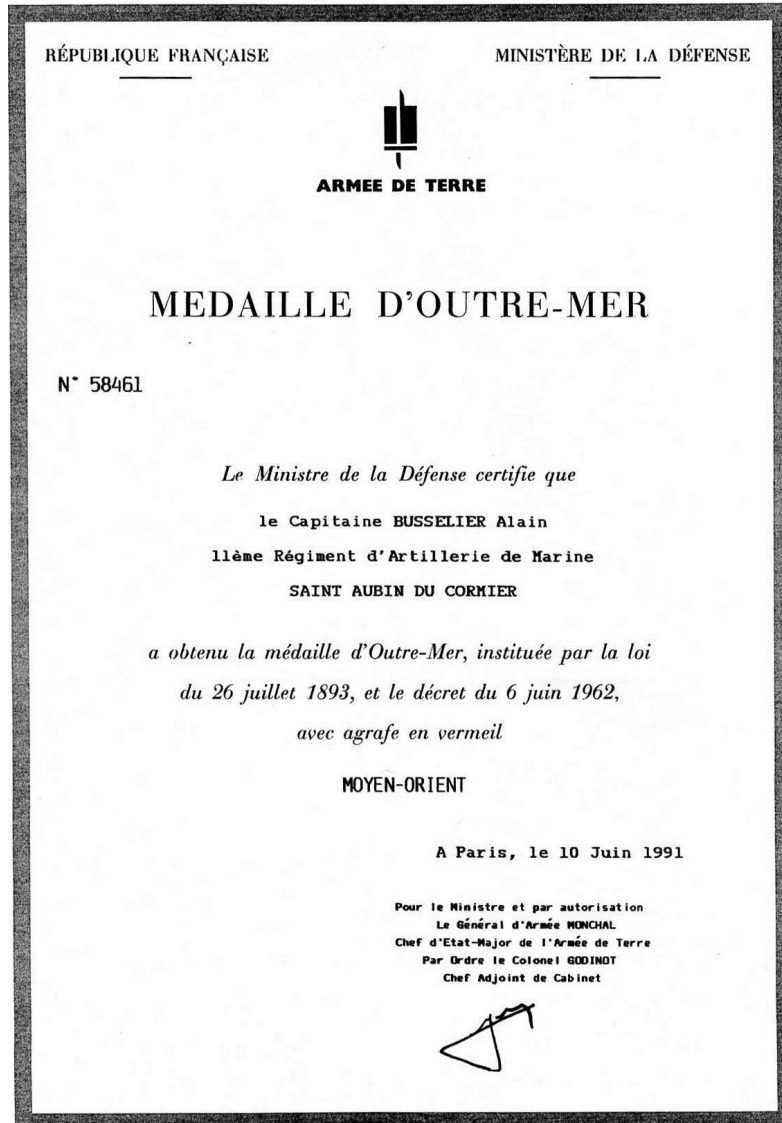 RÉPUBLIQUE FRANÇAISE
MINISTÈRE DE LA DÉFENSE
ARMEE DE TERRE
MEDAILLE D'OUTRE-MER
N° 58461
Le Ministre de la Défense certifie que
le Capitaine BUSSELIER Alain
11ème Régiment d'Artillerie de Marine
SAINT AUBIN DU CORMIER
a obtenu la médaille d'Outre-Mer, instituée par la loi
du 26 juillet 1893, et le décret du 6 juin 1962,
avec agrafe en vermeil
MOYEN-ORIENT
A Paris, le 10 Juin 1991
Pour le Ministre et par autorisation
Le Général d'Armée MONCHAL
Chef d'Etat-Major de l'Armée de Terre
Par Ordre le Colonel GODINOT
Chef Adjoint de Cabinet